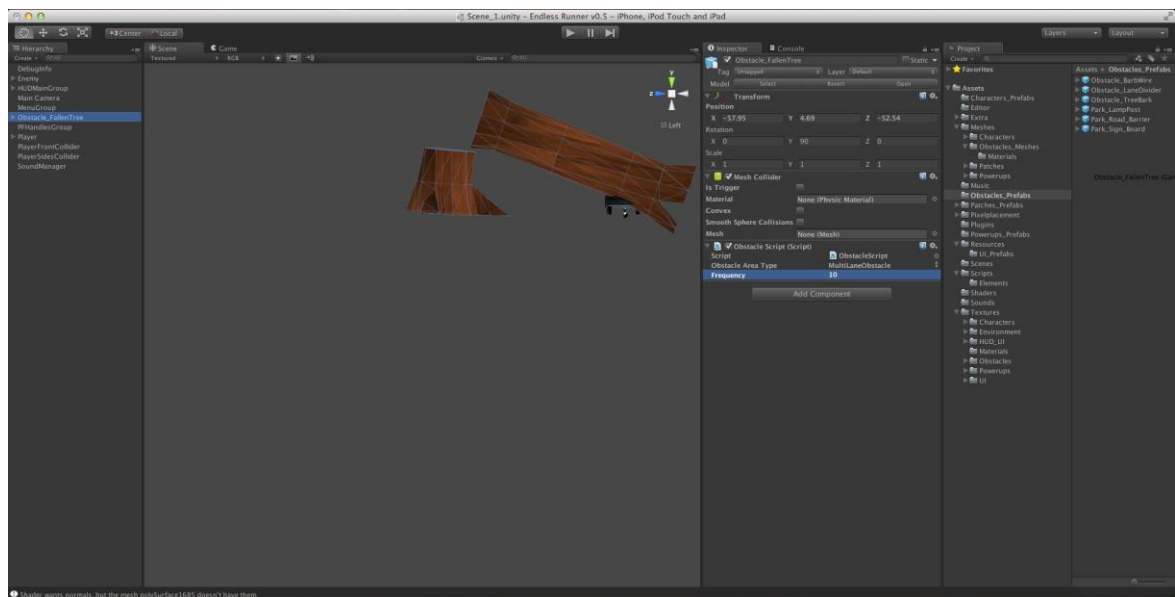 Scene_1.unity – Endless Runner v0.5 – iPhone, iPod Touch and iPad
Center Local
Layers Layout
Hierarchy
Create All
DebugInfo
Enemy
HUDMainGroup
Main Camera
MenuGroup
Obstacle_FallenTree
PFHandlesGroup
Player
PlayerFrontCollider
PlayerSidesCollider
SoundManager
Scene Game
Textured RGB Gizmos All
y
z
Left
Inspector Console
Obstacle_FallenTree Static
Tag Untagged Layer Default
Model Select Revert Open
Transform
Position
X -57.95 Y 4.69 Z -52.54
Rotation
X 0 Y 90 Z 0
Scale
X 1 Y 1 Z 1
Mesh Collider
Is Trigger
Material None (Physic Material)
Convex
Smooth Sphere Collisions
Mesh None (Mesh)
Obstacle Script (Script)
Script ObstacleScript
Obstacle Area Type MultiLaneObstacle
Frequency 10
Add Component
Project
Create
Favorites
Assets
Characters_Prefabs
Editor
Extra
Meshes
Characters
Obstacles_Meshes
Materials
Patches
Powerups
Music
Obstacles_Prefabs
Patches_Prefabs
Pixelplacement
Plugins
Powerups_Prefabs
Resources
UI_Prefabs
Scenes
Scripts
Elements
Shaders
Sounds
Textures
Characters
Environment
HUD_UI
Materials
Obstacles
Powerups
UI
Assets ▸ Obstacles_Prefabs
Obstacle_BarbWire
Obstacle_LaneDivider
Obstacle_TreeBark
Park_LampPost
Park_Road_Barrier
Park_Sign_Board
Obstacle_FallenTree (Gam
Shader wants normals, but the mesh polySurface1685 doesn't have them